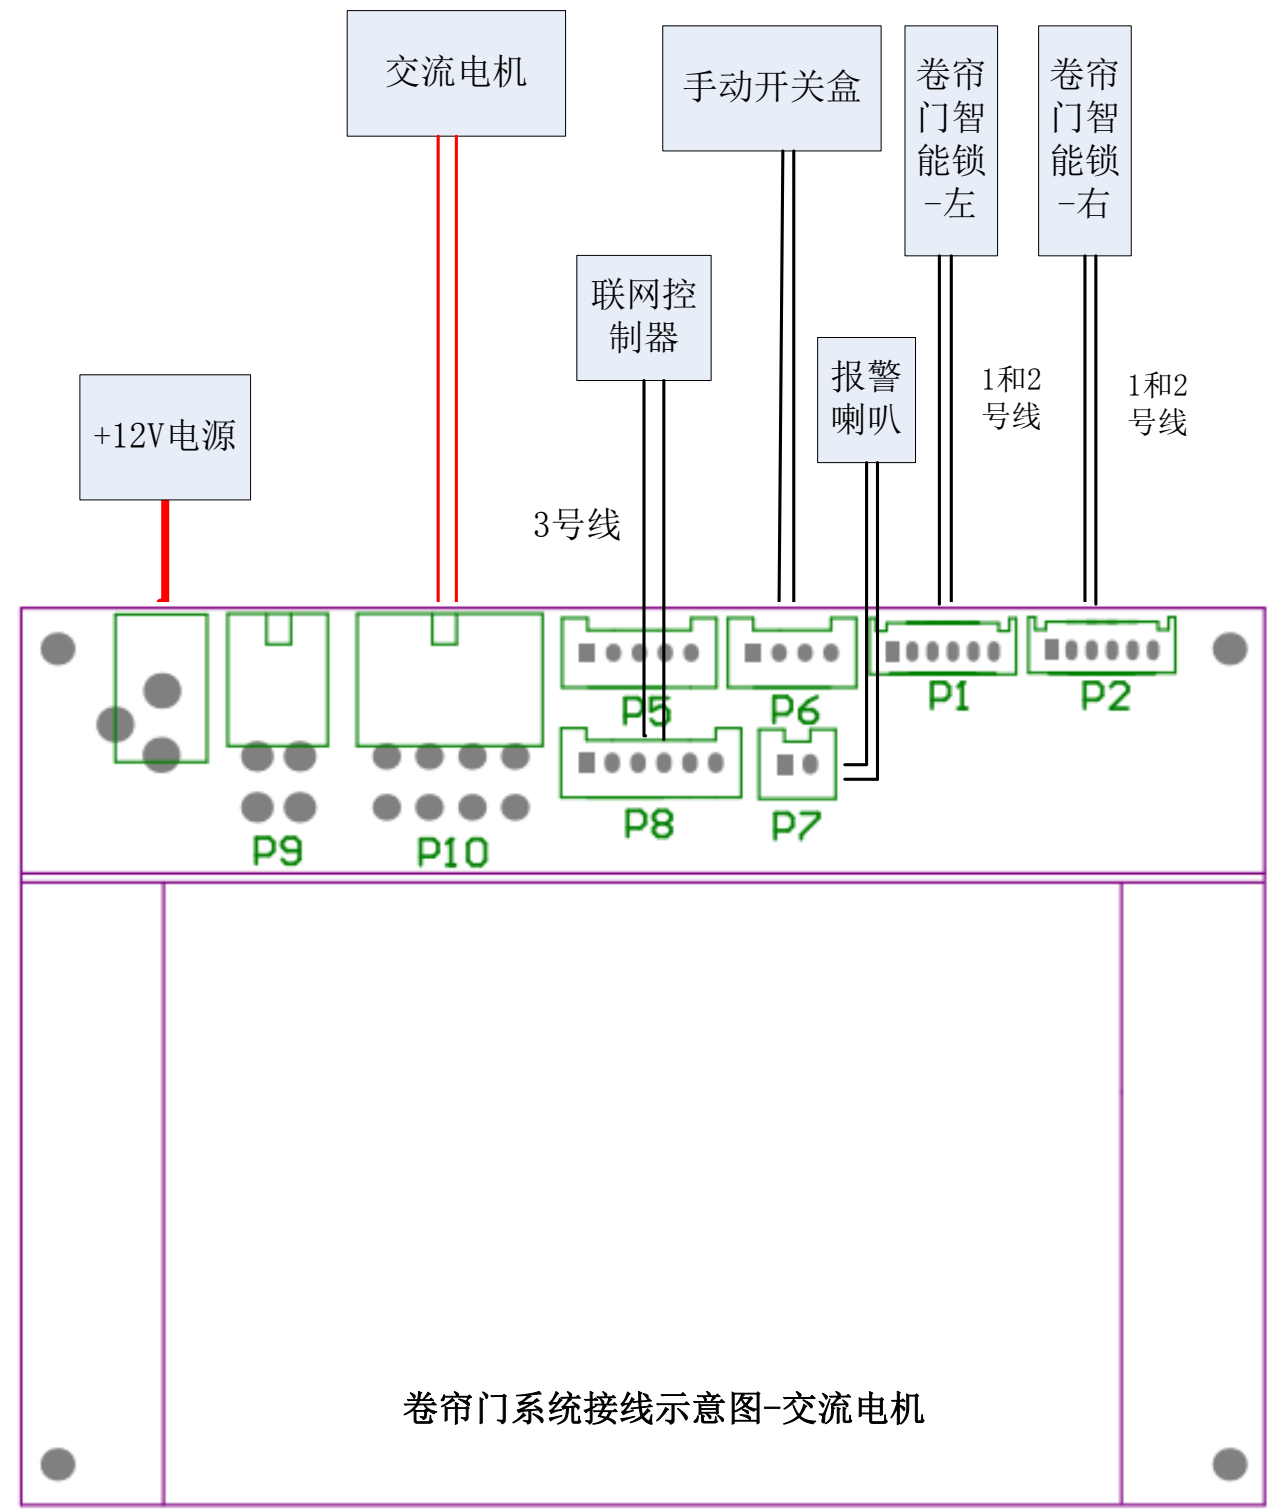 交流电机
手动开关盒
卷帘
门智
能锁
-左
卷帘
门智
能锁
-右
联网控
制器
报警
喇叭
1和2
号线
1和2
号线
+12V电源
3号线
P5
P6
P1
P2
P8
P7
P9
P10
卷帘门系统接线示意图-交流电机